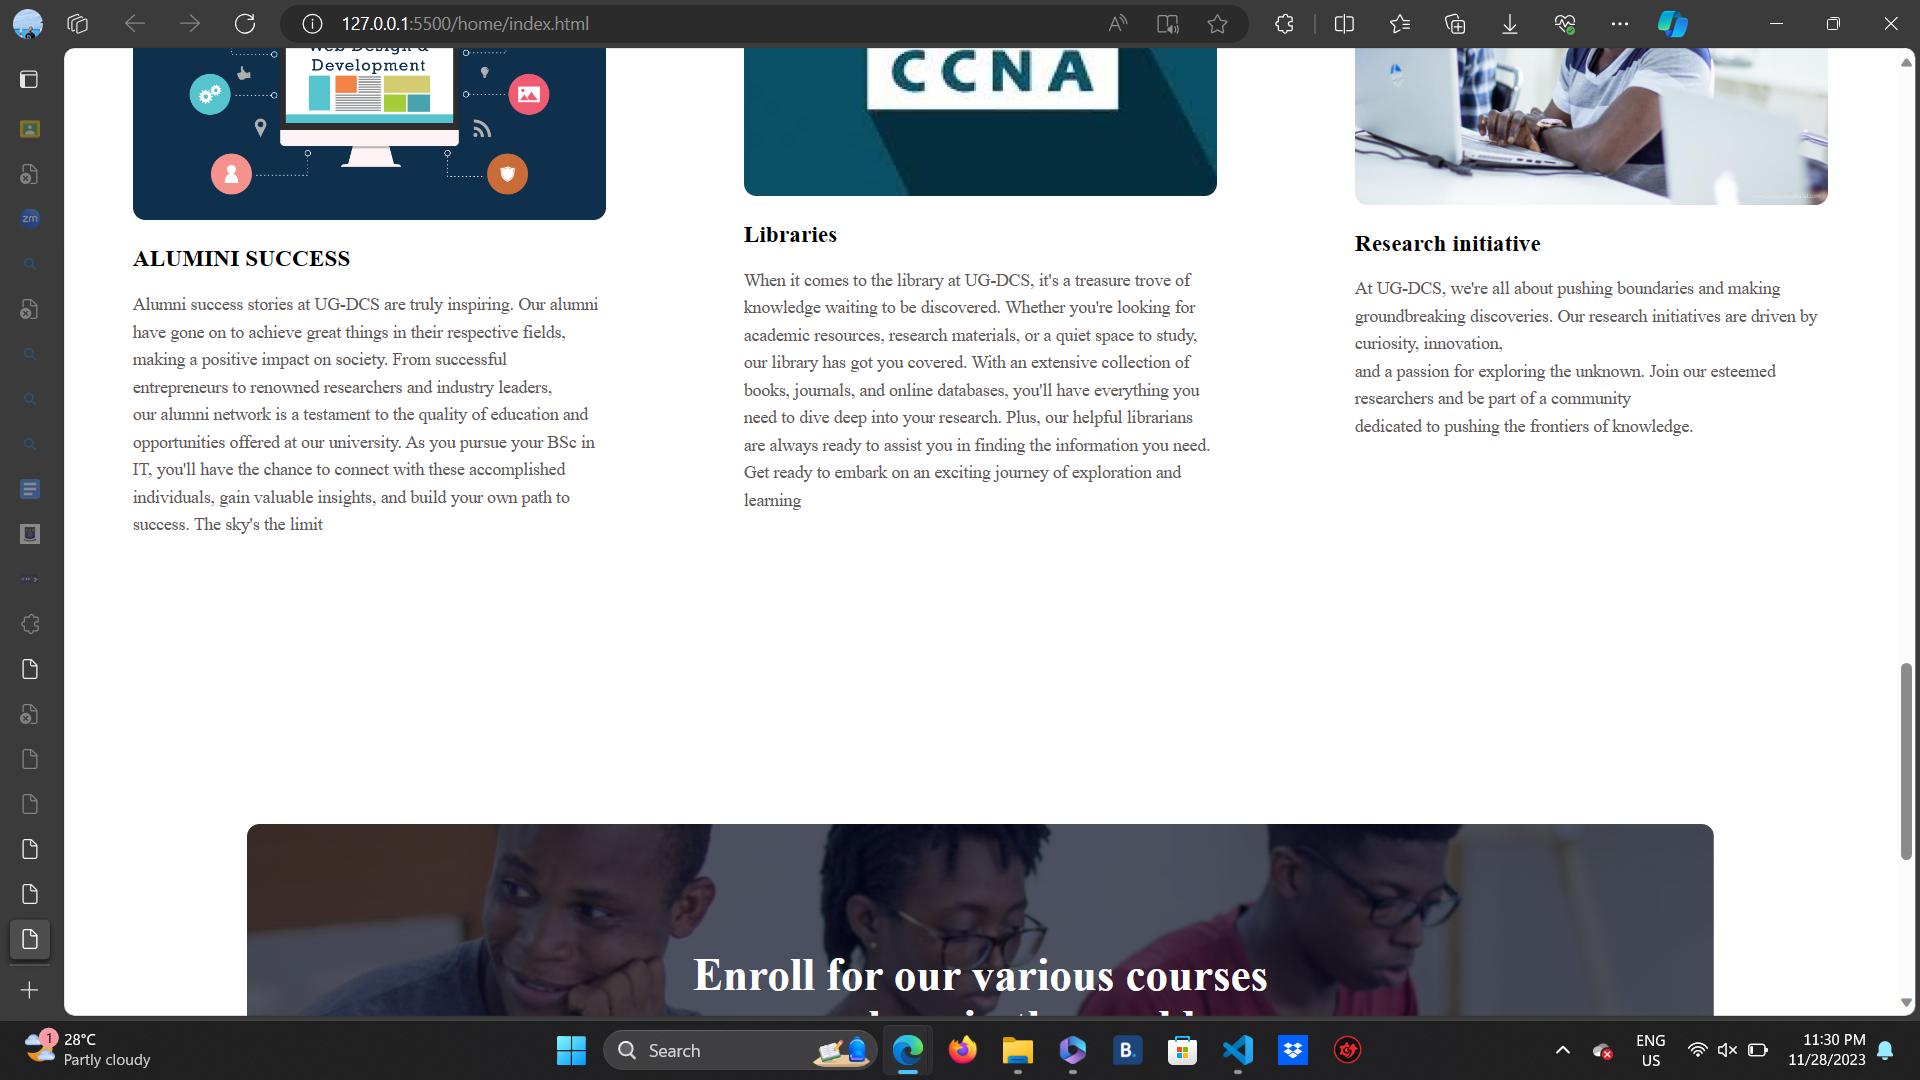 127.0.0.1:5500/home/index.html
zm
Web Design &
Development
CCNA
ALUMINI SUCCESS
Alumni success stories at UG-DCS are truly inspiring. Our alumni
have gone on to achieve great things in their respective fields,
making a positive impact on society. From successful
entrepreneurs to renowned researchers and industry leaders,
our alumni network is a testament to the quality of education and
opportunities offered at our university. As you pursue your BSc in
IT, you'll have the chance to connect with these accomplished
individuals, gain valuable insights, and build your own path to
success. The sky's the limit
Libraries
When it comes to the library at UG-DCS, it's a treasure trove of
knowledge waiting to be discovered. Whether you're looking for
academic resources, research materials, or a quiet space to study,
our library has got you covered. With an extensive collection of
books, journals, and online databases, you'll have everything you
need to dive deep into your research. Plus, our helpful librarians
are always ready to assist you in finding the information you need.
Get ready to embark on an exciting journey of exploration and
learning
Research initiative
At UG-DCS, we're all about pushing boundaries and making
groundbreaking discoveries. Our research initiatives are driven by
curiosity, innovation,
and a passion for exploring the unknown. Join our esteemed
researchers and be part of a community
dedicated to pushing the frontiers of knowledge.
Enroll for our various courses
1
28°C
Partly cloudy
Search
B.
ENG
US
11:30 PM
11/28/2023